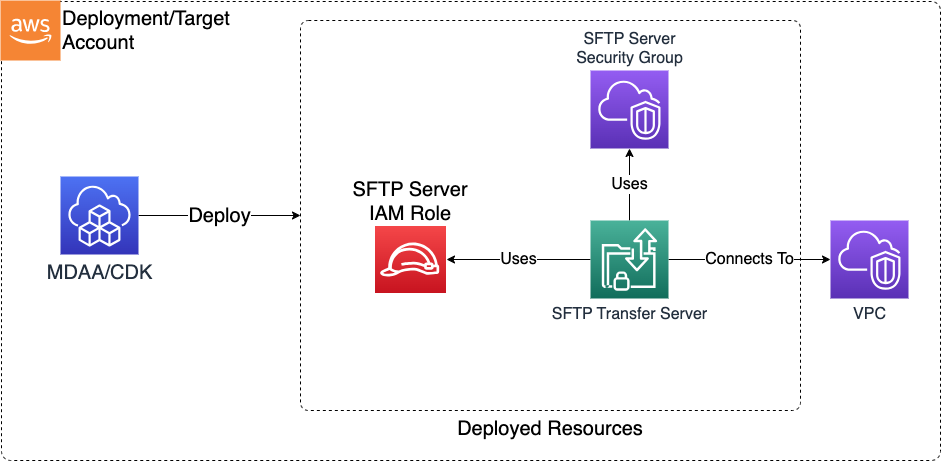 aws
Deployment/Target
Account
SFTP Server
Security Group
Uses
SFTP Server
IAM Role
Deploy
Uses
Connects To
MDAA/CDK
SFTP Transfer Server
VPC
Deployed Resources